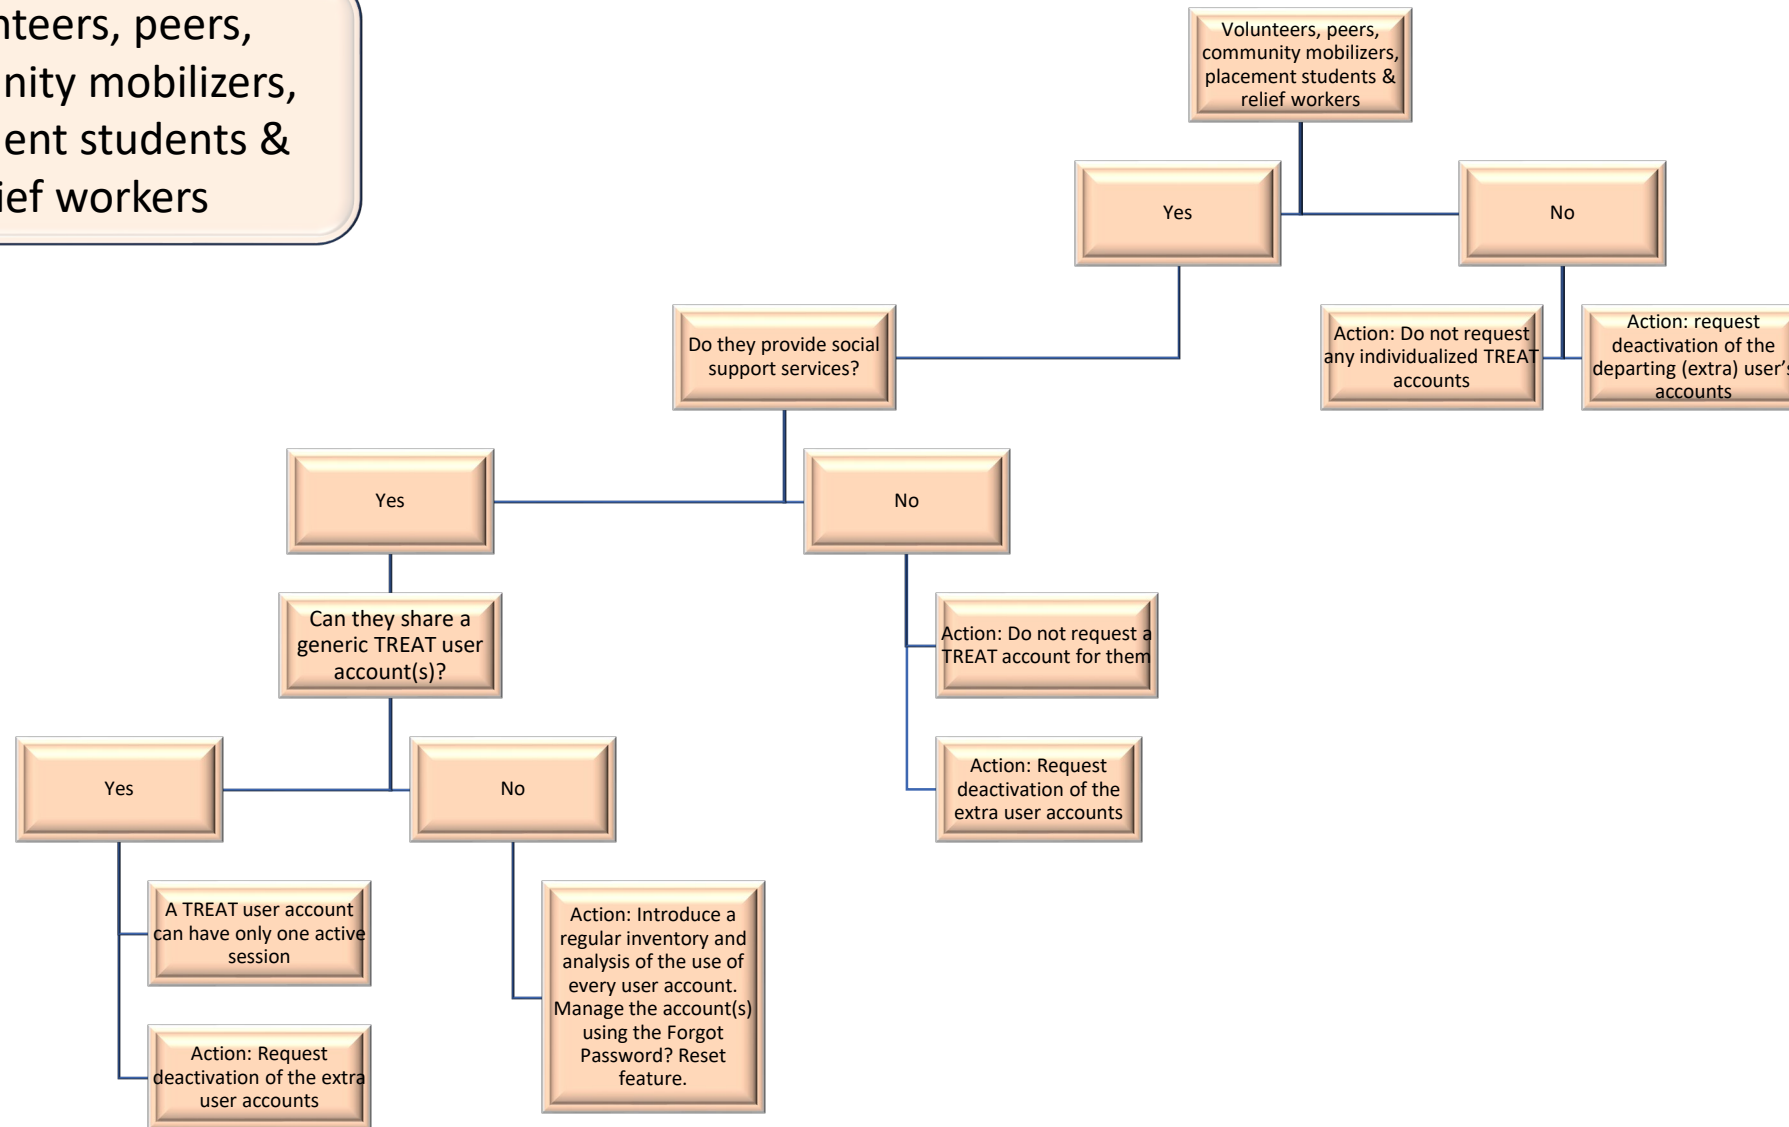 nteers, peers,
nity mobilizers,
ent students &
ief workers
Volunteers, peers,
community mobilizers,
placement students &
relief workers
Yes
No
Do they provide social
support services?
Action: Do not request
any individualized TREAT
accounts
Action: request
deactivation of the
departing (extra) user's
accounts
Yes
No
Can they share a
generic TREAT user
account(s)?
Action: Do not request a
TREAT account for them
Yes
No
Action: Request
deactivation of the
extra user accounts
A TREAT user account
can have only one active
session
Action: Introduce a
regular inventory and
analysis of the use of
every user account.
Manage the account(s)
using the Forgot
Password? Reset
feature.
Action: Request
deactivation of the extra
user accounts